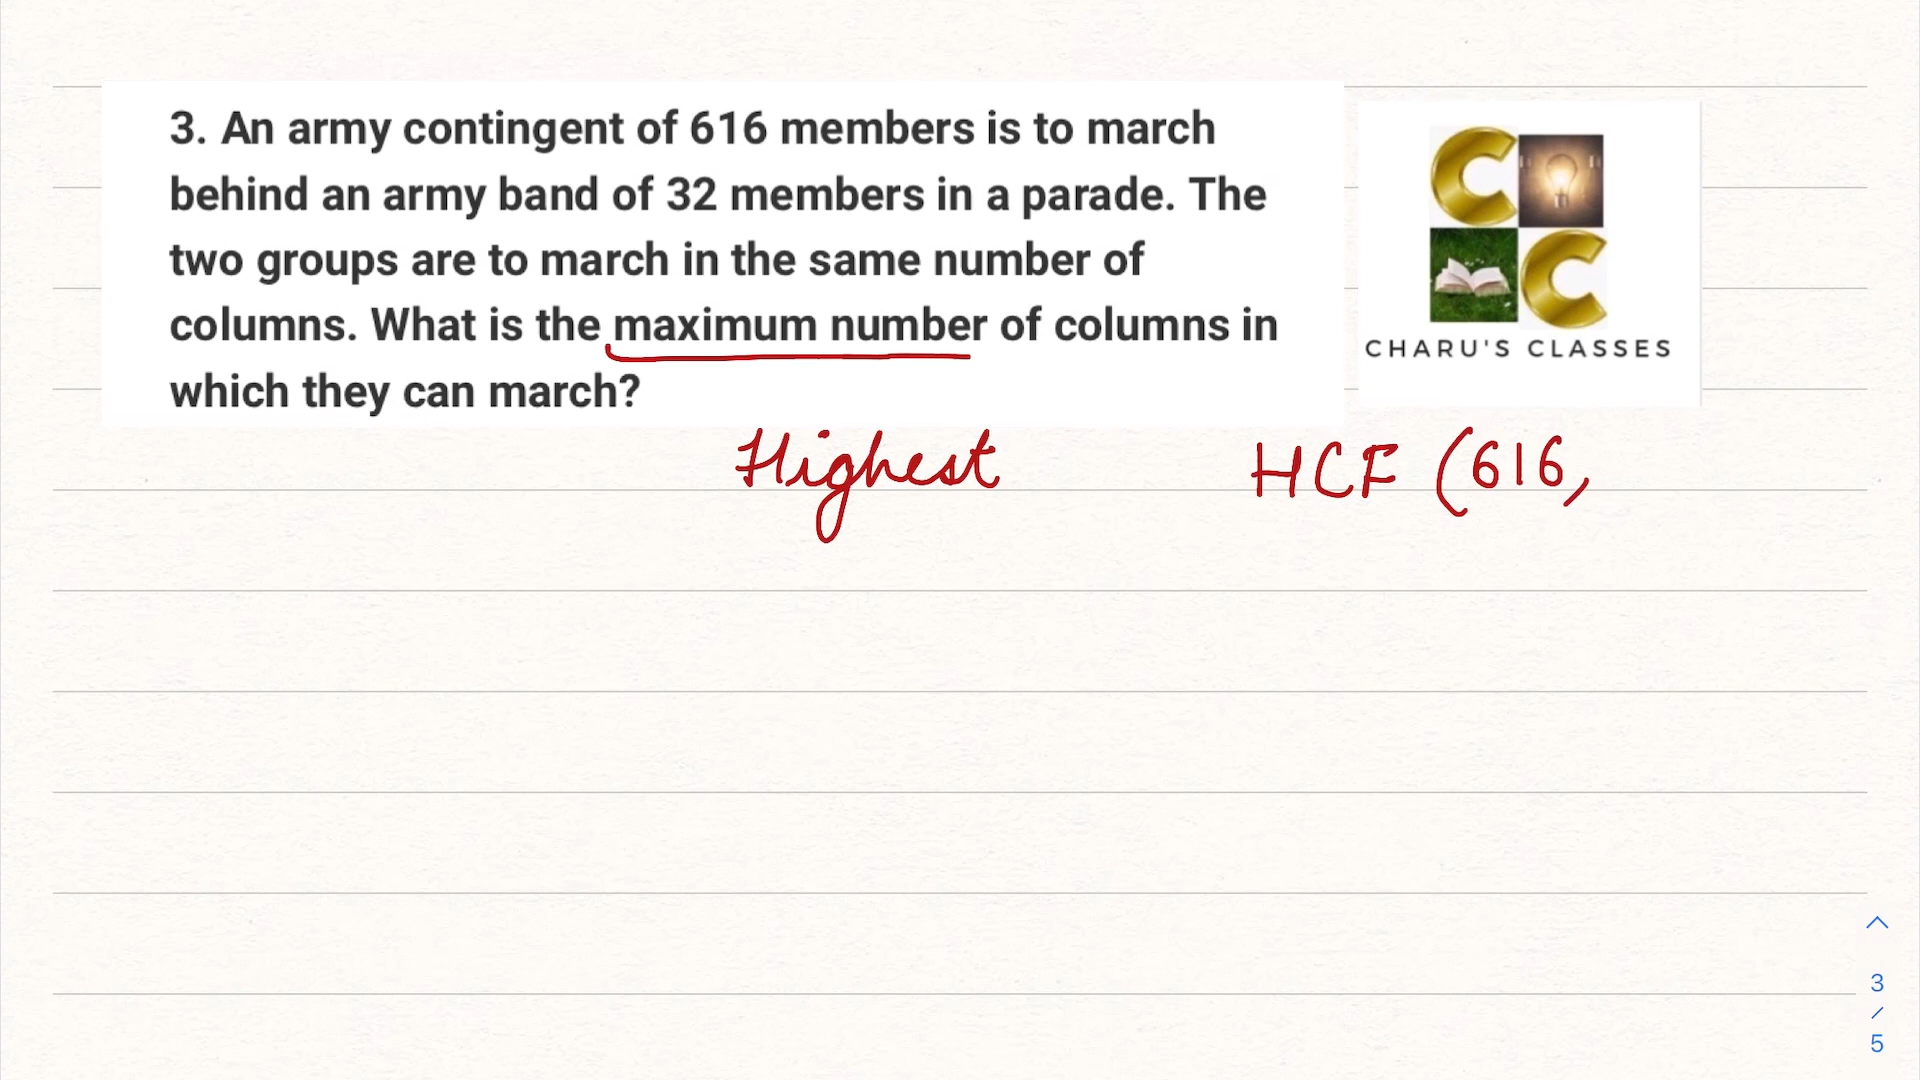 3. An army contingent of 616 members is to march
behind an army band of 32 members in a parade. The
two groups are to march in the same number of
columns. What is the maximum number of columns in
which they can march?
CHARU'S CLASSES
Highest HCF (616,
3
/
5